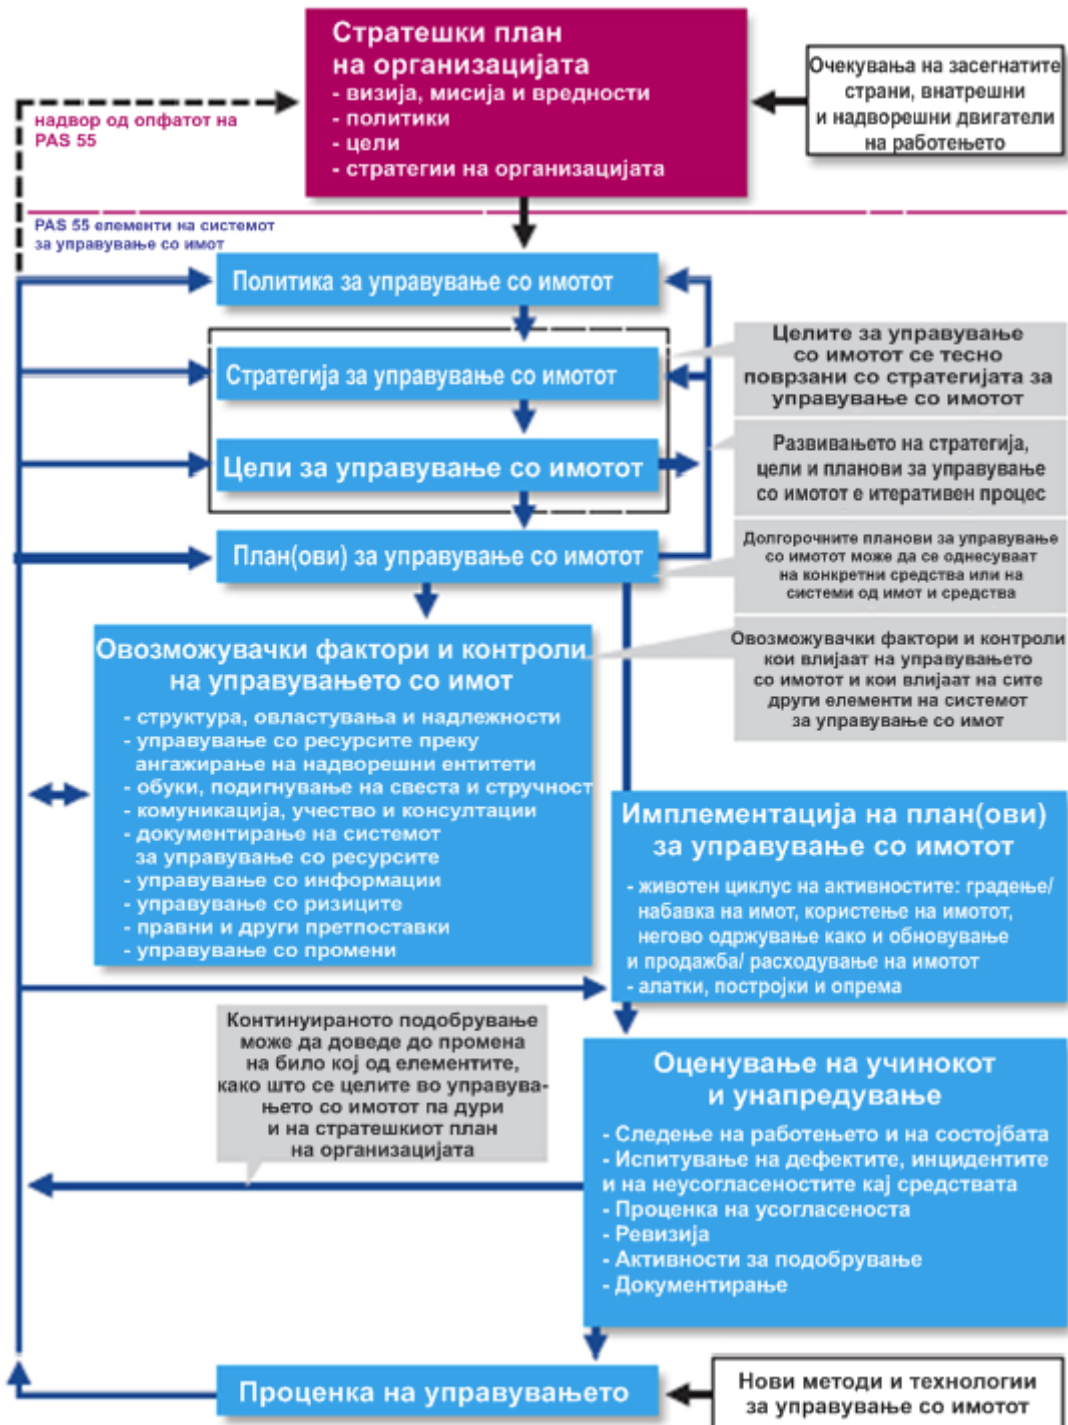 Стратешки план
на организацијата
- визија, мисија и вредности
- политики
- цели
- стратегии на организацијата
Очекувања на засегнатите
страни, внатрешни
и надворешни двигатели
на работењето
надвор од опфатот на
PAS 55
PAS 55 елементи на системот
за управување со имот
Политика за управување со имотот
Стратегија за управување со имотот
Цели за управување со имотот
План(ови) за управување со имотот
Целите за управување
со имотот се тесно
поврзани со стратегијата за
управување со имотот
Развивањето на стратегија,
цели и планови за управување
со имотот е итеративен процес
Долгорочните планови за управување
со имотот може да се однесуваат
на конкретни средства или на
системи од имот и средства
Овозможувачки фактори и контроли
кои влијаат на управувањето
со имотот и кои влијаат на сите
други елементи на системот
за управување со имот
Овозможувачки фактори и контроли
на управувањето со имот
- структура, овластувања и надлежности
- управување со ресурсите преку
ангажирање на надворешни ентитети
- обуки, подигнување на свеста и стручност
- комуникација, учество и консултации
- документирање на системот
за управување со ресурсите
- управување со информации
- управување со ризиците
- правни и други претпоставки
- управување со промени
Имплементација на план(ови)
за управување со имотот
- животен циклус на активностите: градење/
набавка на имот, користење на имотот,
негово одржување како и обновување
и продажба/ расходување на имотот
- алатки, постројки и опрема
Континуираното подобрување
може да доведе до промена
на било кој од елементите,
како што се целите во управува-
њето со имотот па дури
и на стратешкиот план
на организацијата
Оценување на учинокот
и унапредување
- Следење на работењето и на состојбата
- Испитување на дефектите, инцидентите
и на неусогласеностите кај средствата
- Проценка на усогласеноста
- Ревизија
- Активности за подобрување
- Документирање
Проценка на управувањето
Нови методи и технологии
за управување со имотот